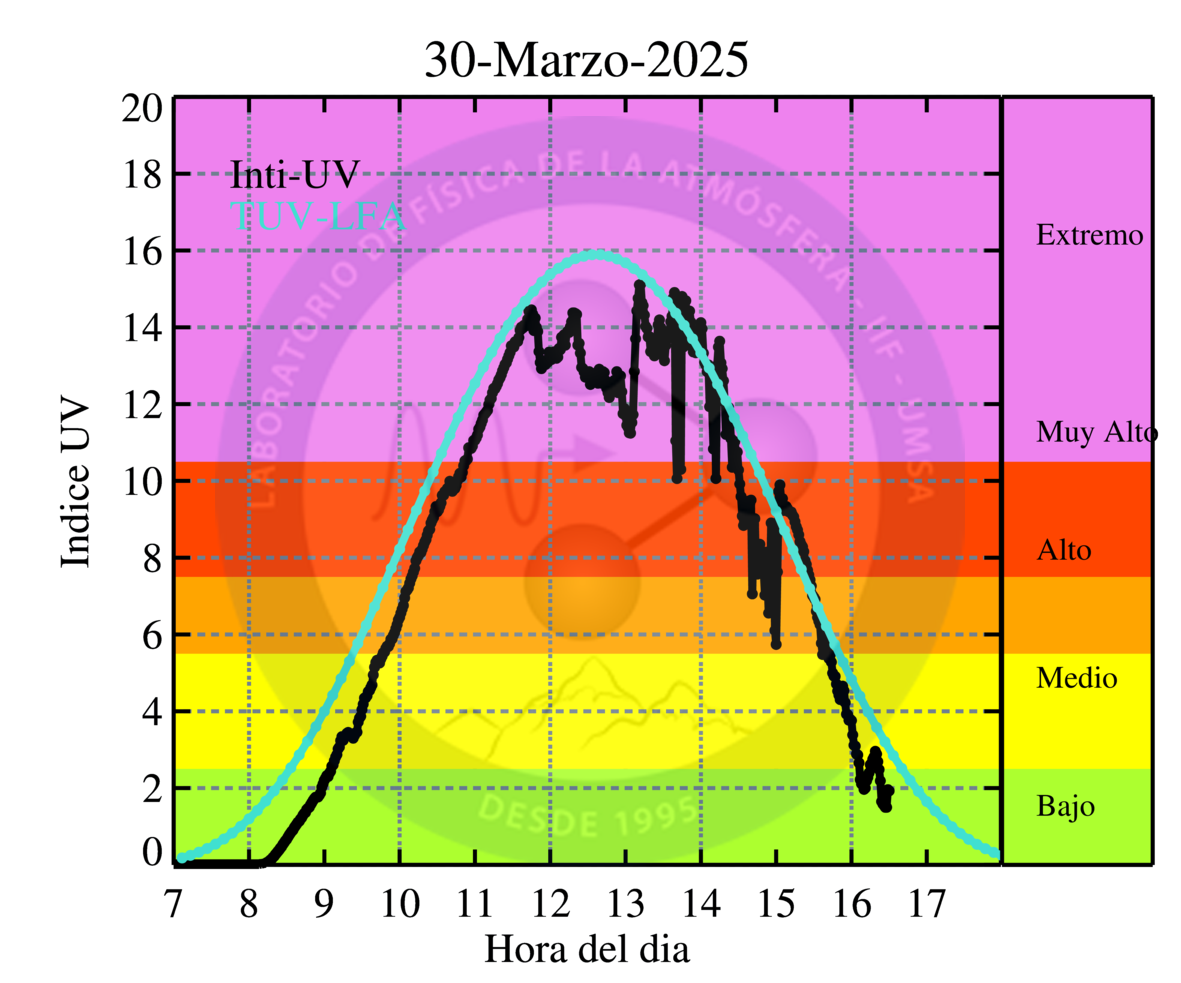 30-Marzo-2025
20
18
16
14
12
10
8
6
4
2
0
Indice UV
Inti-UV
TUV-LFA
LABORATORIO DE FÍSICA DE LA ATMÓSFERA - IIF - UMSA
DESDE 1995
Extremo
Muy Alto
Alto
Medio
Bajo
7 8 9 10 11 12 13 14 15 16 17
Hora del dia